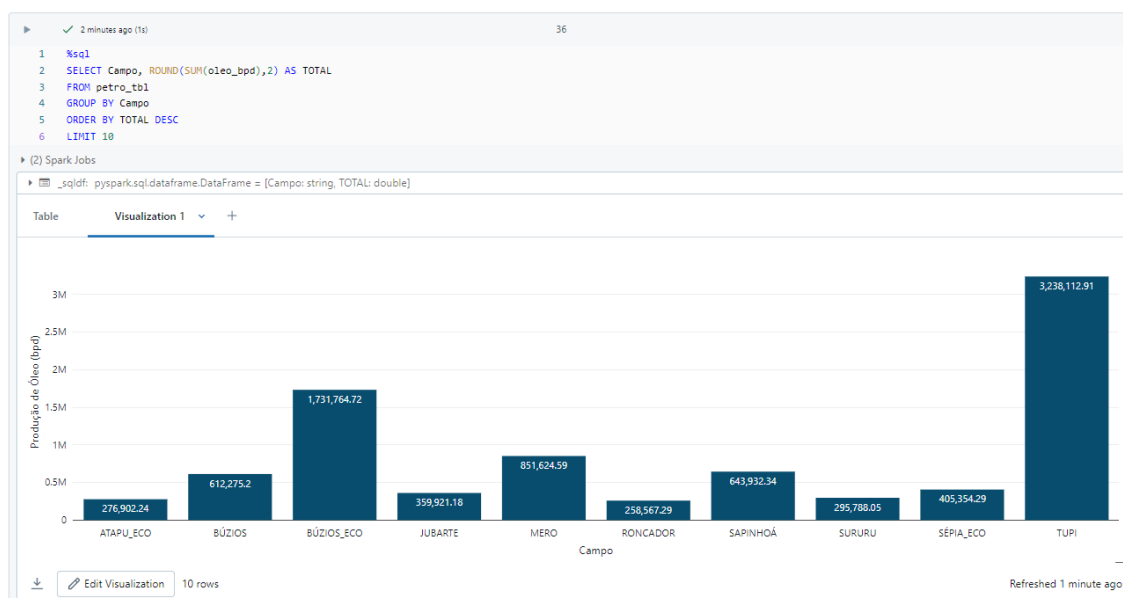 2 minutes ago (1s)
36
1 %sql
2 SELECT Campo, ROUND(SUM(oleo_bpd),2) AS TOTAL
3 FROM petro_tbl
4 GROUP BY Campo
5 ORDER BY TOTAL DESC
6 LIMIT 10
(2) Spark Jobs
_sqldf: pyspark.sql.dataframe.DataFrame = [Campo: string, TOTAL: double]
Table Visualization 1 +
Produção de Óleo (bpd)
3M
2.5M
2M
1.5M
1M
0.5M
0
276,902.24
612,275.2
1,731,764.72
359,921.18
851,624.59
258,567.29
643,932.34
295,788.05
405,354.29
3,238,112.91
ATAPU_ECO BÚZIOS BÚZIOS_ECO JUBARTE MERO RONCADOR SAPINHOÁ SURURU SÉPIA_ECO TUPI
Campo
Edit Visualization 10 rows Refreshed 1 minute ago